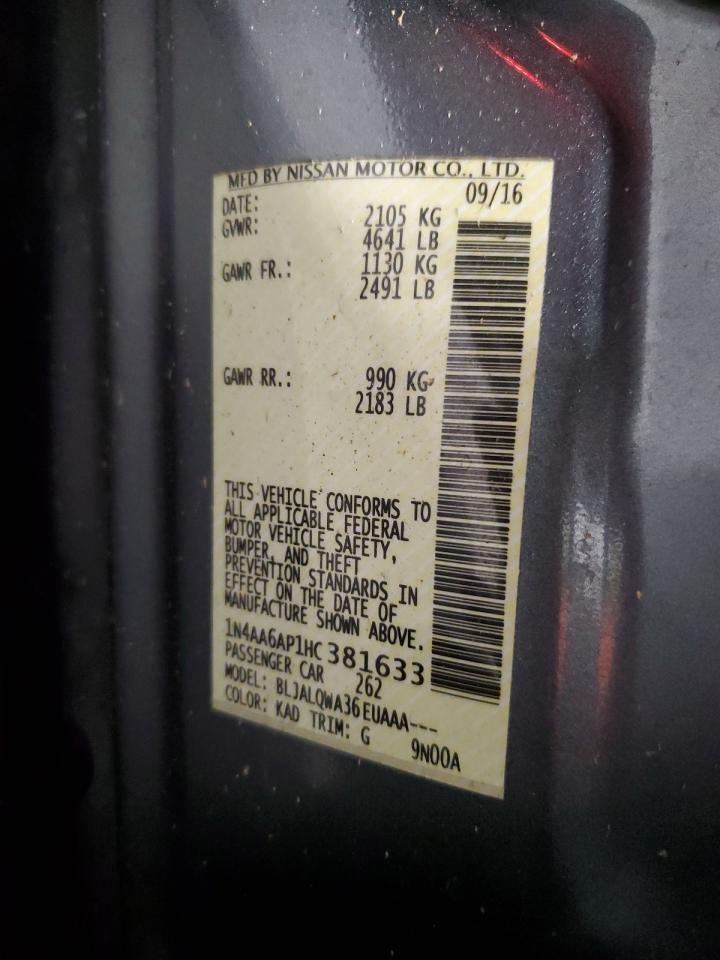 MFD BY NISSAN MOTOR CO., LTD.
DATE: 09/16
GVWR: 2105 KG
4641 LB
GAWR FR.: 1130 KG
2491 LB
GAWR RR.: 990 KG
2183 LB
THIS VEHICLE CONFORMS TO
ALL APPLICABLE FEDERAL
MOTOR VEHICLE SAFETY,
BUMPER, AND THEFT
PREVENTION STANDARDS IN
EFFECT ON THE DATE OF
MANUFACTURE SHOWN ABOVE.
1N4AA6AP1HC381633
PASSENGER CAR 262
MODEL: BLJALQWA36EUAAA---
COLOR: KAD TRIM: G 9N00A